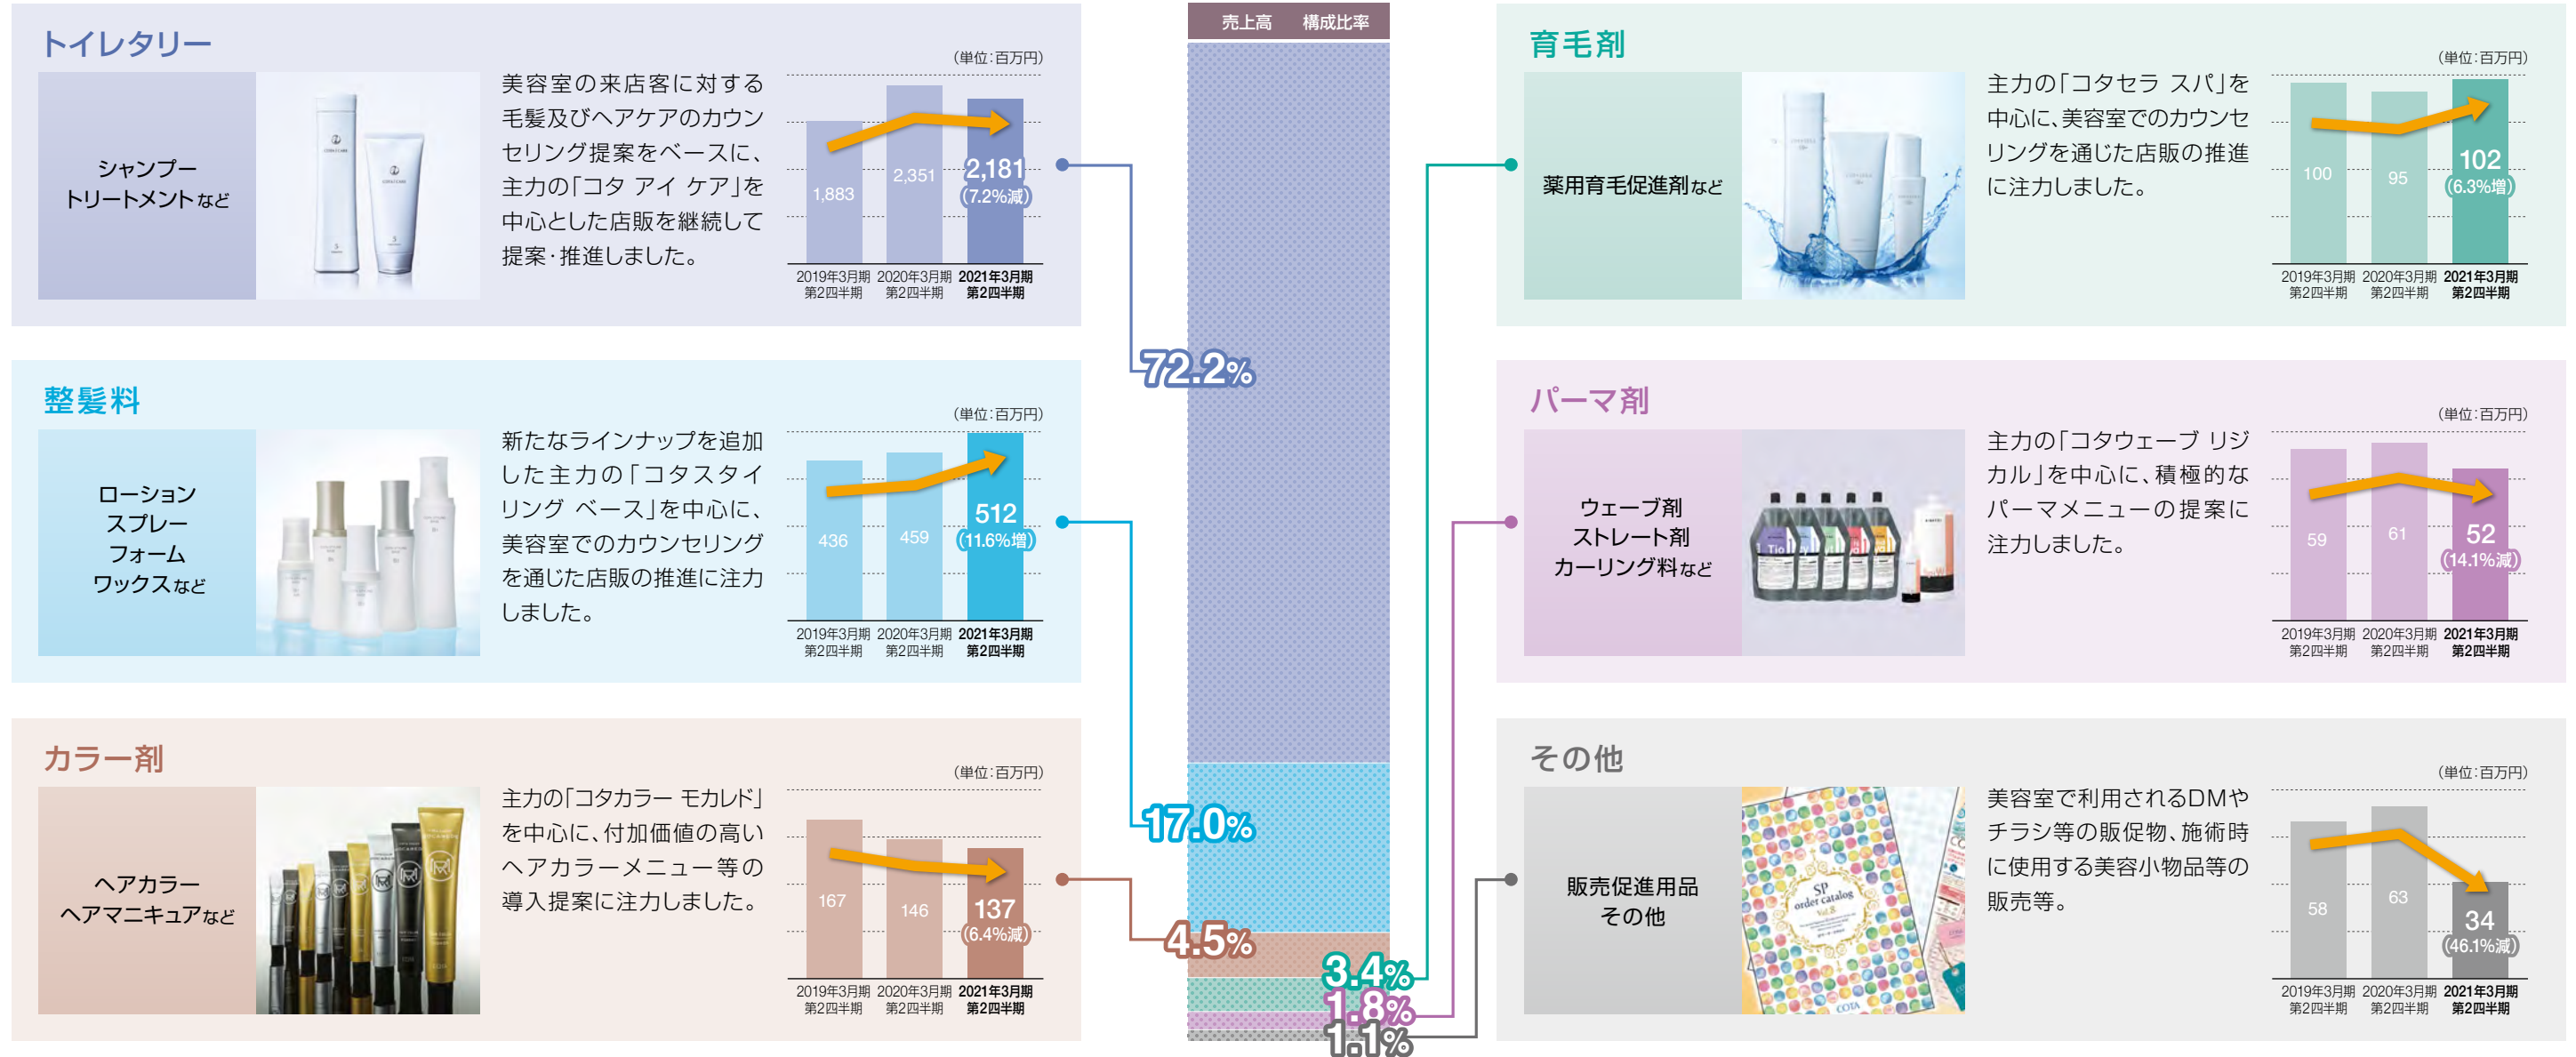 トイレタリー
シャンプー
トリートメントなど
美容室の来店客に対する
毛髪及びヘアケアのカウン
セリング提案をベースに、
主力の「コタ アイ ケア」を
中心とした店販を継続して
提案・推進しました。
（単位：百万円）
1,883
2,351
2,181
（7.2%減）
2019年3月期
第2四半期
2020年3月期
第2四半期
2021年3月期
第2四半期
整髪料
ローション
スプレー
フォーム
ワックスなど
新たなラインナップを追加
した主力の「コタスタイ
リング ベース」を中心に、
美容室でのカウンセリング
を通じた店販の推進に注力
しました。
（単位：百万円）
436
459
512
（11.6%増）
2019年3月期
第2四半期
2020年3月期
第2四半期
2021年3月期
第2四半期
カラー剤
ヘアカラー
ヘアマニキュアなど
主力の「コタカラー モカレド」
を中心に、付加価値の高い
ヘアカラーメニュー等の
導入提案に注力しました。
（単位：百万円）
167
146
137
（6.4%減）
2019年3月期
第2四半期
2020年3月期
第2四半期
2021年3月期
第2四半期
売上高 構成比率
72.2%
17.0%
4.5%
3.4%
1.8%
1.1%
育毛剤
薬用育毛促進剤など
主力の「コタセラ スパ」を
中心に、美容室でのカウンセ
リングを通じた店販の推進
に注力しました。
（単位：百万円）
100
95
102
（6.3%増）
2019年3月期
第2四半期
2020年3月期
第2四半期
2021年3月期
第2四半期
パーマ剤
ウェーブ剤
ストレート剤
カーリング料など
主力の「コタウェーブ リジ
カル」を中心に、積極的な
パーマメニューの提案に
注力しました。
（単位：百万円）
59
61
52
（14.1%減）
2019年3月期
第2四半期
2020年3月期
第2四半期
2021年3月期
第2四半期
その他
販売促進用品
その他
SP
order catalog
Vol.8
COTA
美容室で利用されるDMや
チラシ等の販促物、施術時
に使用する美容小物品等の
販売等。
（単位：百万円）
58
63
34
（46.1%減）
2019年3月期
第2四半期
2020年3月期
第2四半期
2021年3月期
第2四半期